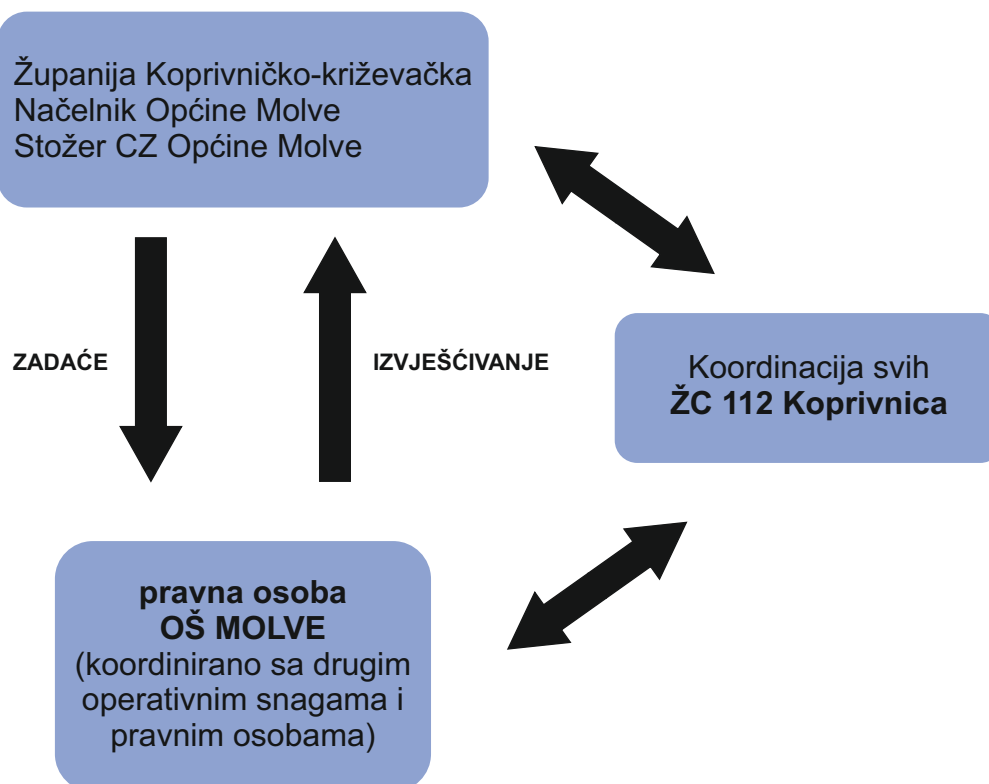 Županija Koprivničko-križevačka
Načelnik Općine Molve
Stožer CZ Općine Molve
ZADAĆE
IZVJEŠĆIVANJE
Koordinacija svih
ŽC 112 Koprivnica
pravna osoba
OŠ MOLVE
(koordinirano sa drugim
operativnim snagama i
pravnim osobama)